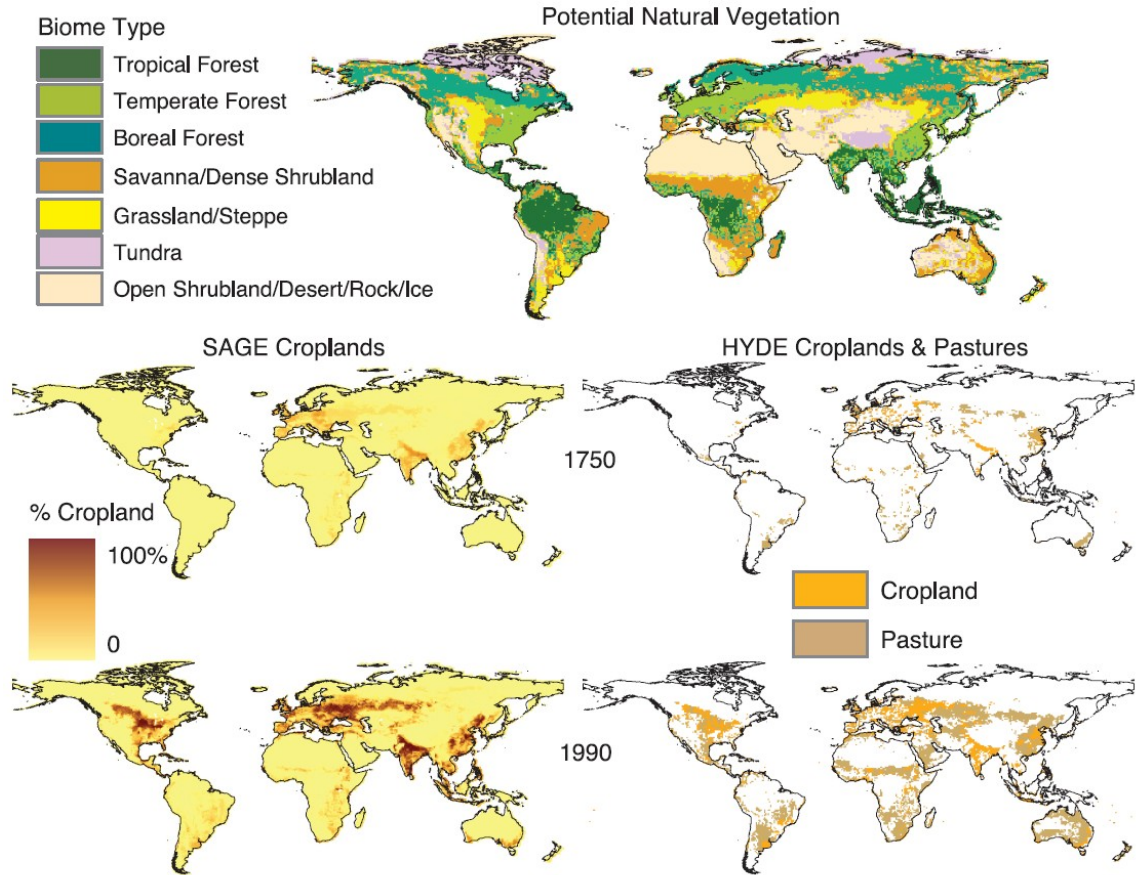 Potential Natural Vegetation
Biome Type
Tropical Forest
Temperate Forest
Boreal Forest
Savanna/Dense Shrubland
Grassland/Steppe
Tundra
Open Shrubland/Desert/Rock/Ice
SAGE Croplands
HYDE Croplands & Pastures
1750
% Cropland
100%
0
Cropland
Pasture
1990